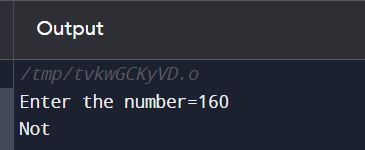 Output
/tmp/tvkwGCKyVD.o
Enter the number=160
Not